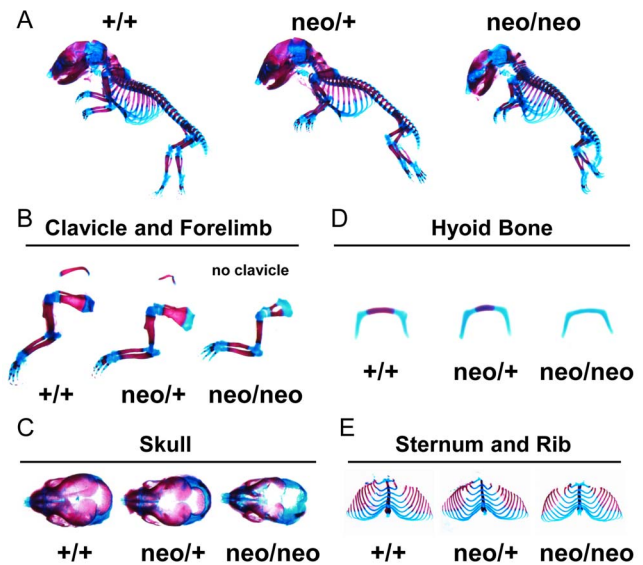 A
+/+
neo/+
neo/neo
B
Clavicle and Forelimb
no clavicle
+/+
neo/+
neo/neo
D
Hyoid Bone
+/+
neo/+
neo/neo
C
Skull
+/+
neo/+
neo/neo
E
Sternum and Rib
+/+
neo/+
neo/neo